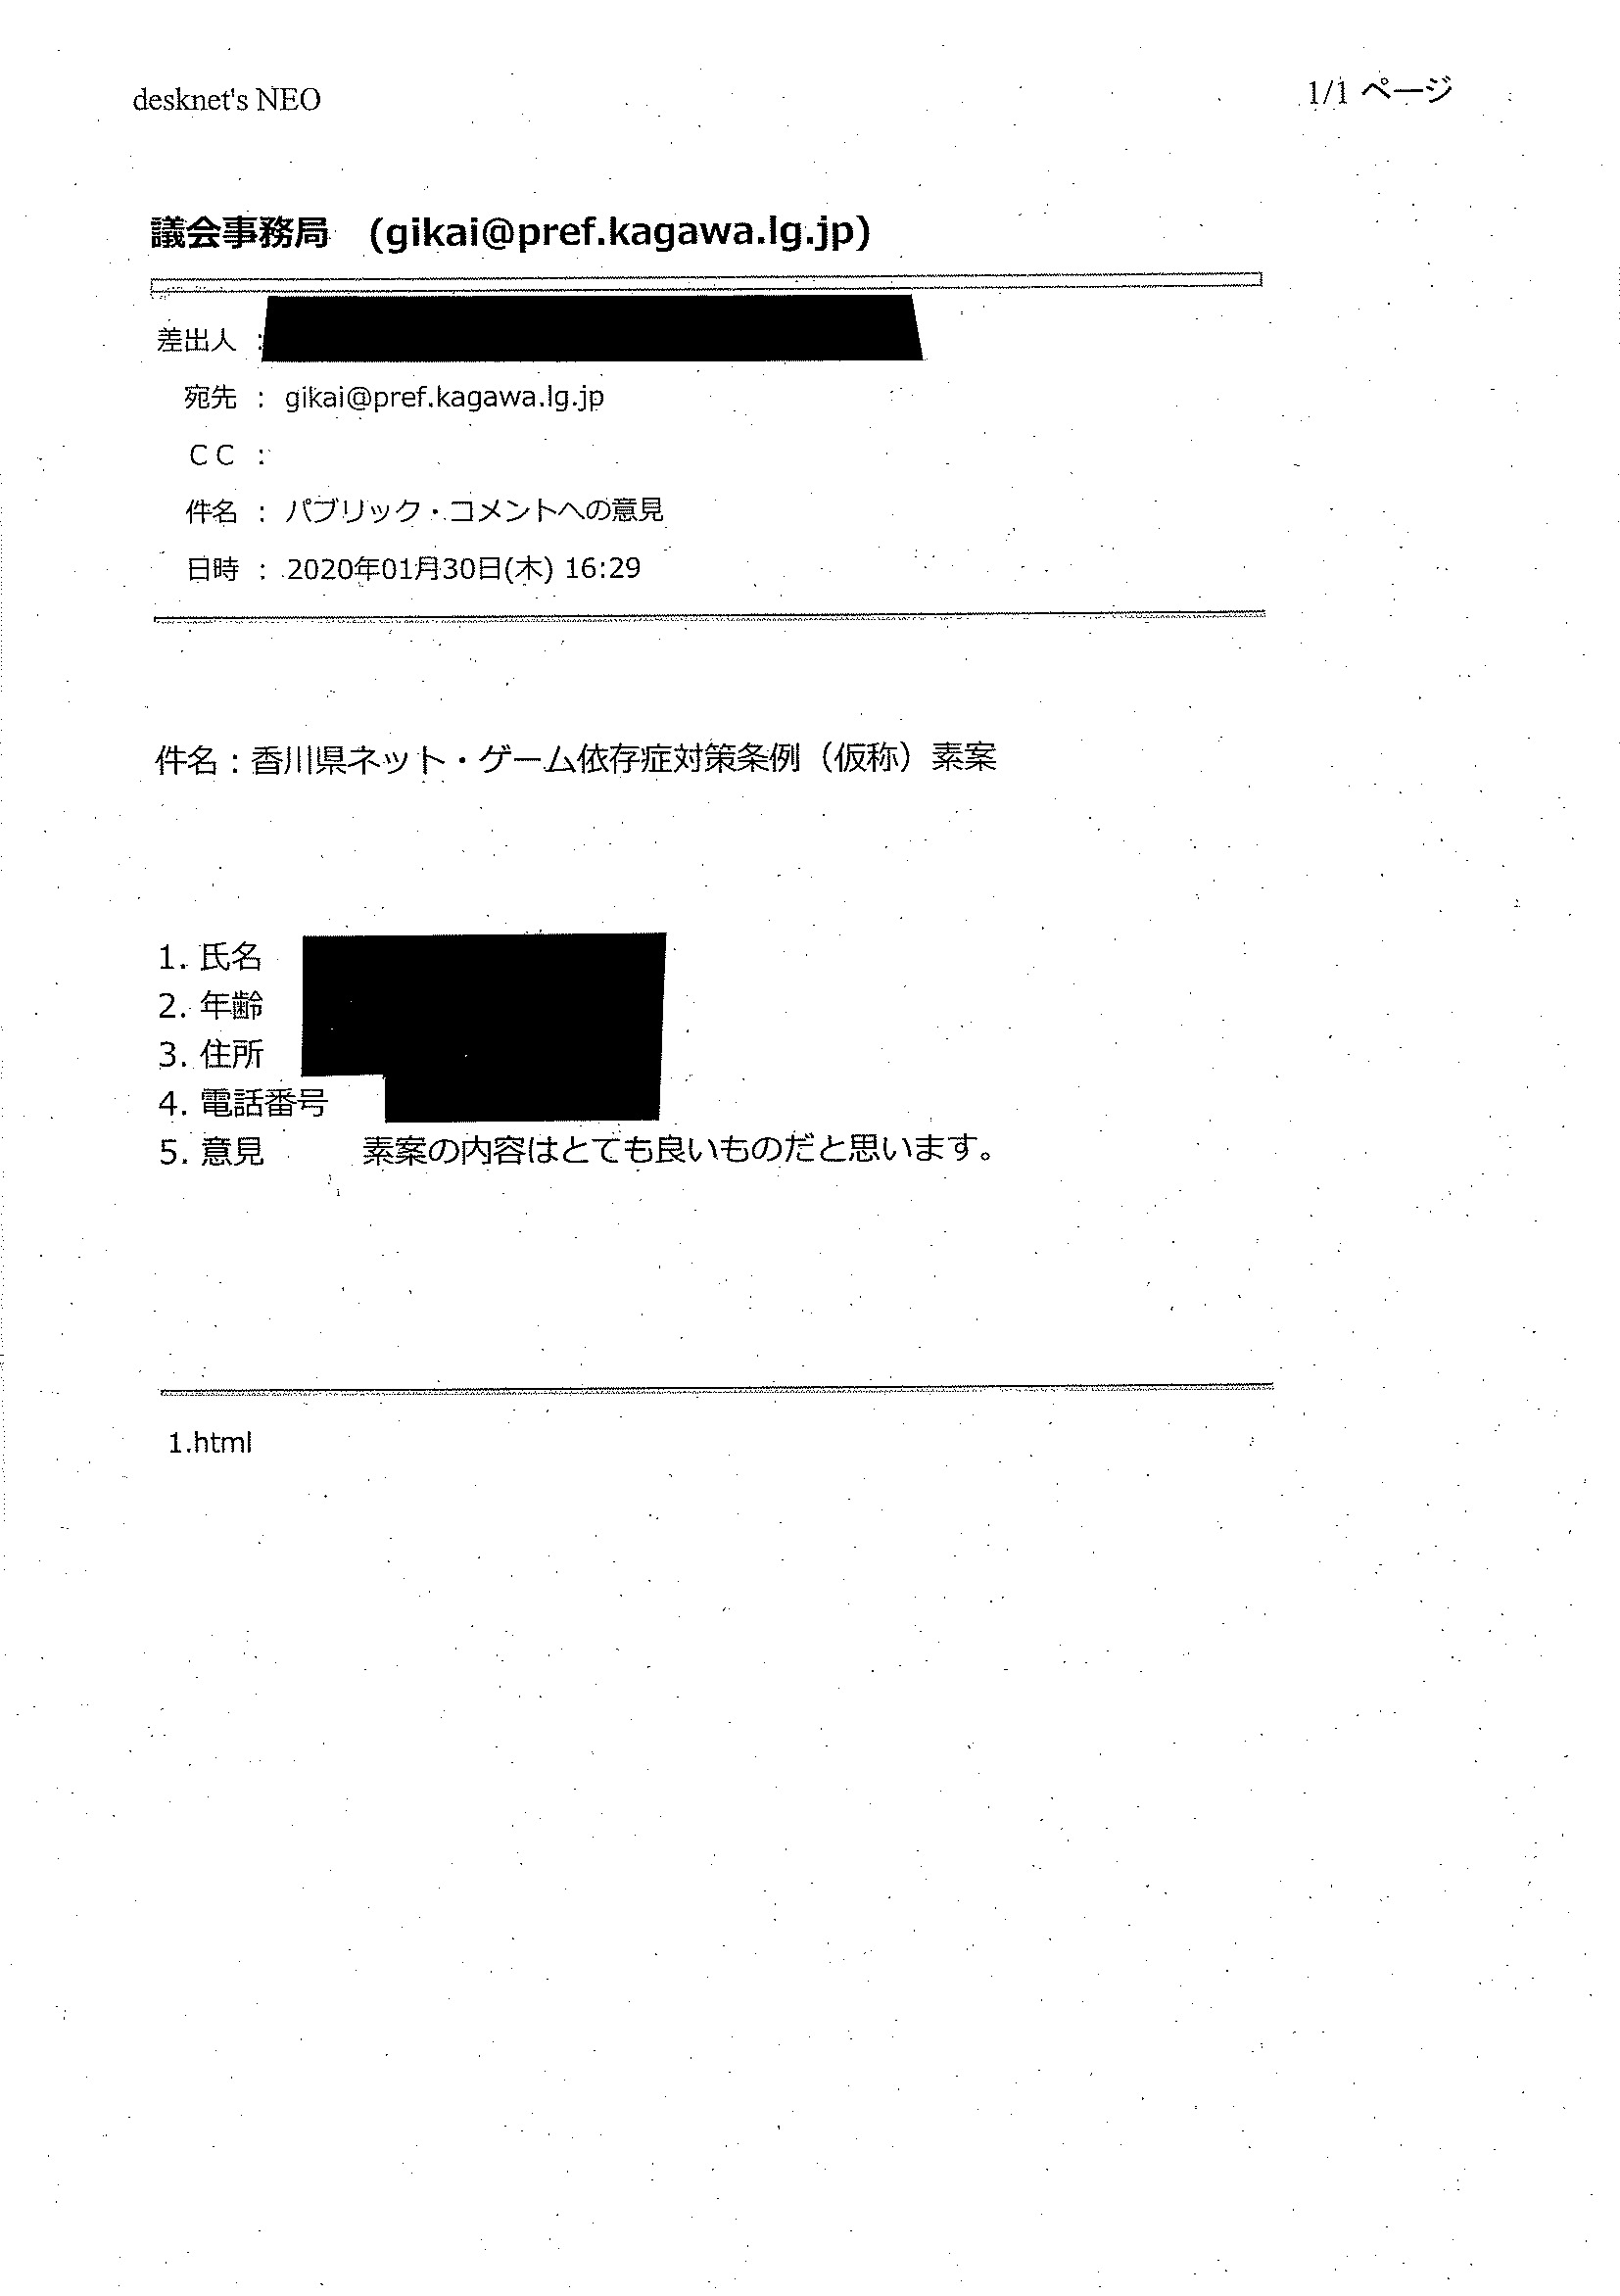 desknet's NEO
1/1 ページ
議会事務局 (gikai@pref.kagawa.lg.jp)
差出人 :
宛先 : gikai@pref.kagawa.lg.jp
ＣＣ :
件名 : パブリック・コメントへの意見
日時 : 2020年01月30日(木) 16:29
件名：香川県ネット・ゲーム依存症対策条例（仮称）素案
1. 氏名
2. 年齢
3. 住所
4. 電話番号
5. 意見 素案の内容はとても良いものだと思います。
1.html